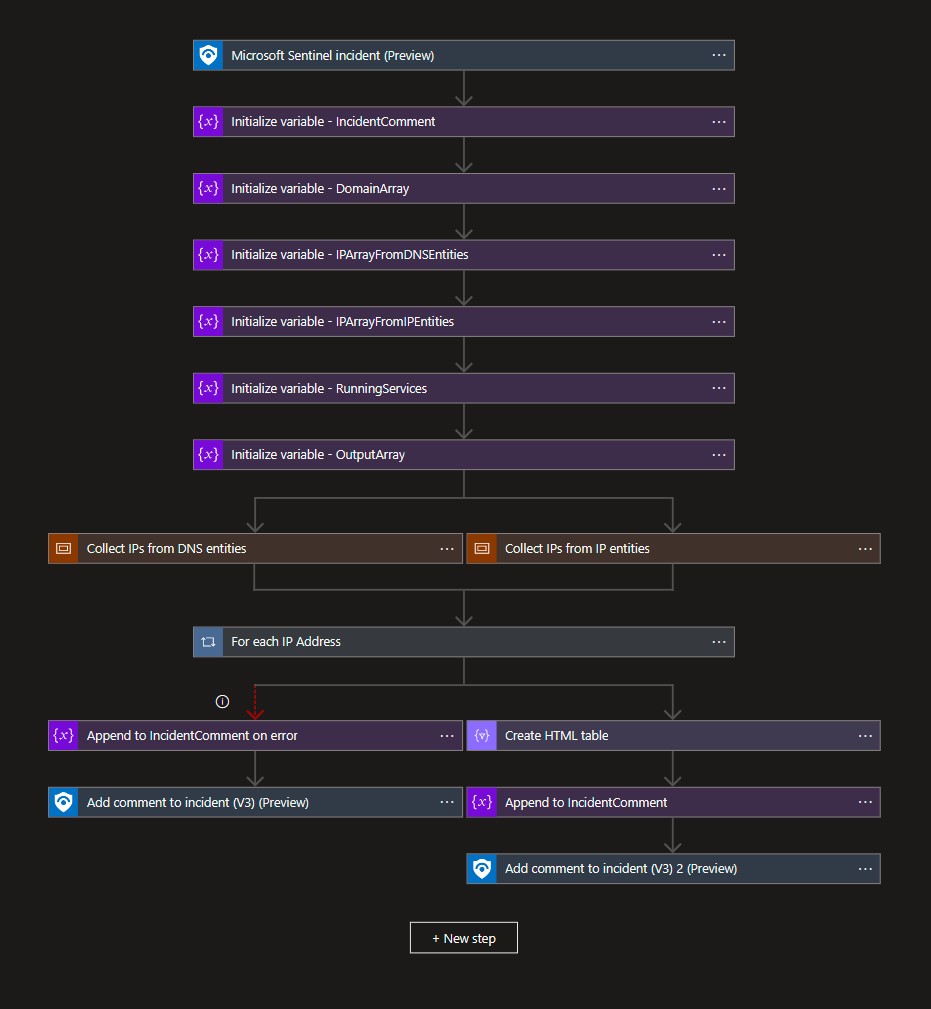 Microsoft Sentinel incident (Preview)
{x} Initialize variable - IncidentComment
{x} Initialize variable - DomainArray
{x} Initialize variable - IPArrayFromDNSEntities
{x} Initialize variable - IPArrayFromIPEntities
{x} Initialize variable - RunningServices
{x} Initialize variable - OutputArray
Collect IPs from DNS entities
Collect IPs from IP entities
For each IP Address
{x} Append to IncidentComment on error
{v} Create HTML table
Add comment to incident (V3) (Preview)
{x} Append to IncidentComment
Add comment to incident (V3) 2 (Preview)
+ New step